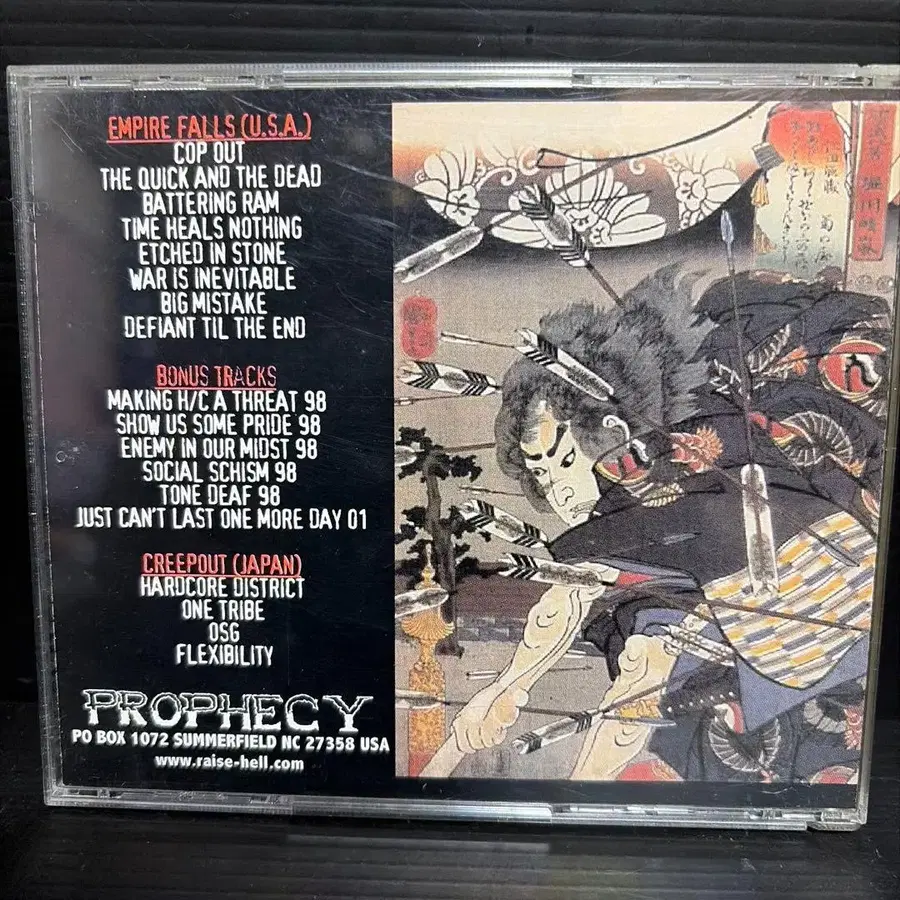 EMPIRE FALLS (U.S.A.)
COP OUT
THE QUICK AND THE DEAD
BATTERING RAM
TIME HEALS NOTHING
ETCHED IN STONE
WAR IS INEVITABLE
BIG MISTAKE
DEFIANT TIL THE END
BONUS TRACKS
MAKING H/C A THREAT 98
SHOW US SOME PRIDE 98
ENEMY IN OUR MIDST 98
SOCIAL SCHISM 98
TONE DEAF 98
JUST CAN'T LAST ONE MORE DAY 01
CREEPOUT (JAPAN)
HARDCORE DISTRICT
ONE TRIBE
OSG
FLEXIBILITY
PROPHECY
PO BOX 1072 SUMMERFIELD NC 27358 USA
www.raise-hell.com